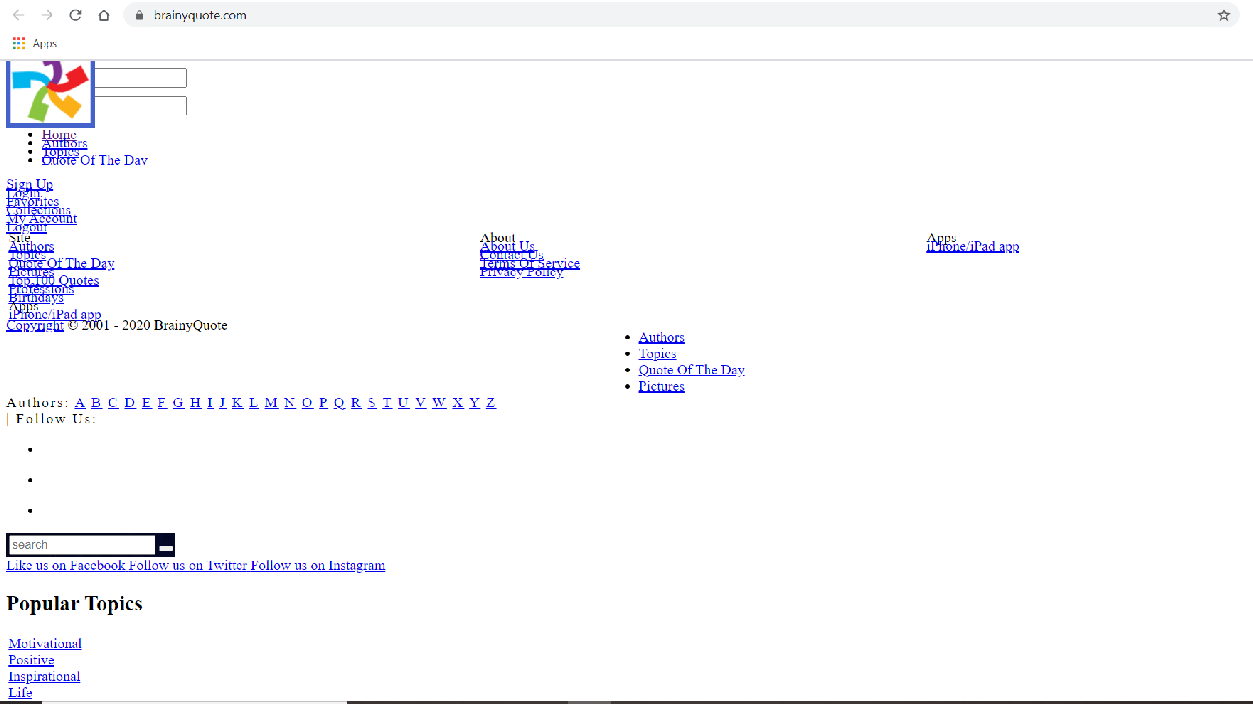 brainyquote.com
Apps
Home
Authors
Topics
Quote Of The Day
Sign Up
Login
Favorites
Collections
My Account
Logout
Site
Authors
Topics
Quote Of The Day
Pictures
Top 100 Quotes
Professions
Birthdays
Apps
iPhone/iPad app
About
About Us
Contact Us
Terms Of Service
Privacy Policy
Apps
iPhone/iPad app
Copyright © 2001 - 2020 BrainyQuote
Authors
Topics
Quote Of The Day
Pictures
Authors: A B C D E F G H I J K L M N O P Q R S T U V W X Y Z
| Follow Us:
search
Like us on Facebook Follow us on Twitter Follow us on Instagram
Popular Topics
Motivational
Positive
Inspirational
Life